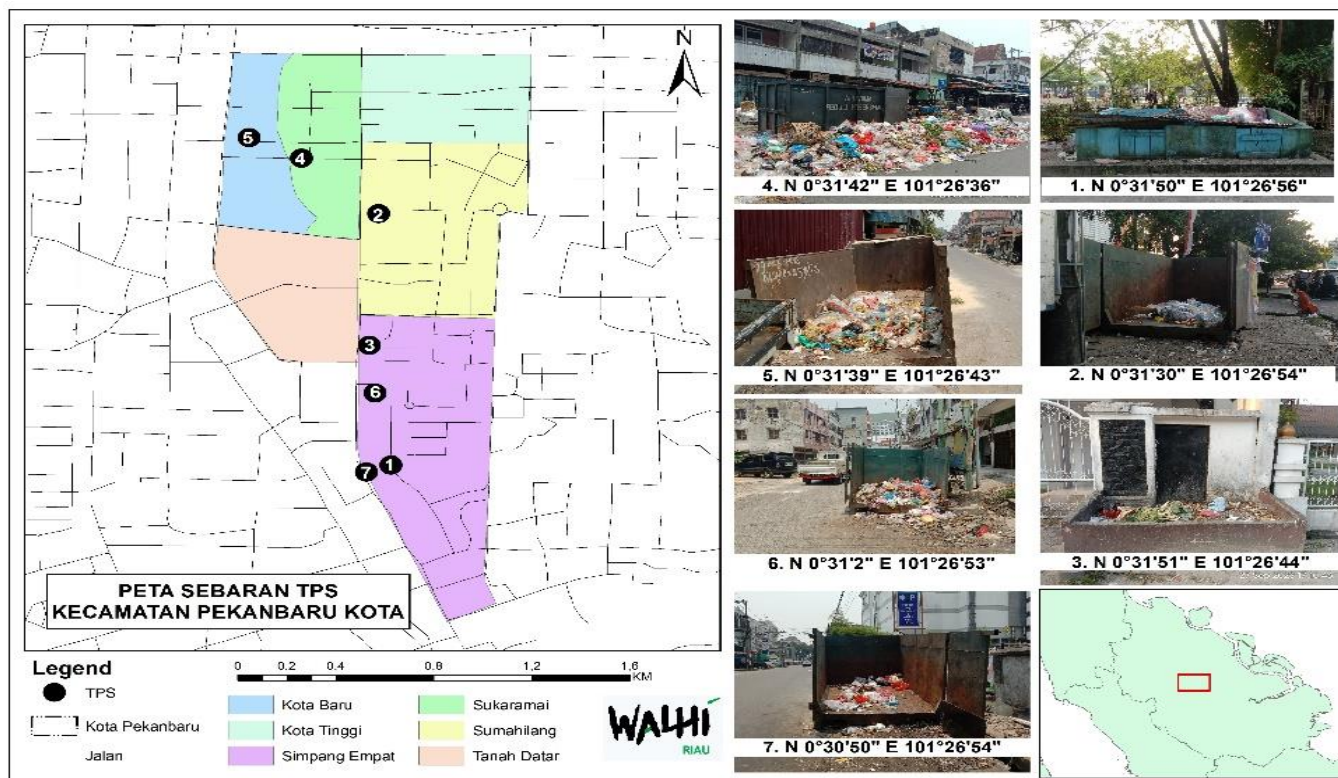 N
5
4
2
3
6
1
7
PETA SEBARAN TPS
KECAMATAN PEKANBARU KOTA
Legend
TPS
Kota Pekanbaru
Jalan
0 0.2 0.4 0.8 1.2 1.6
KM
Kota Baru
Kota Tinggi
Simpang Empat
Sukaramai
Sumahilang
Tanah Datar
WALHI
RIAU
4. N 0°31'42" E 101°26'36"
1. N 0°31'50" E 101°26'56"
5. N 0°31'39" E 101°26'43"
2. N 0°31'30" E 101°26'54"
6. N 0°31'2" E 101°26'53"
3. N 0°31'51" E 101°26'44"
P
7. N 0°30'50" E 101°26'54"